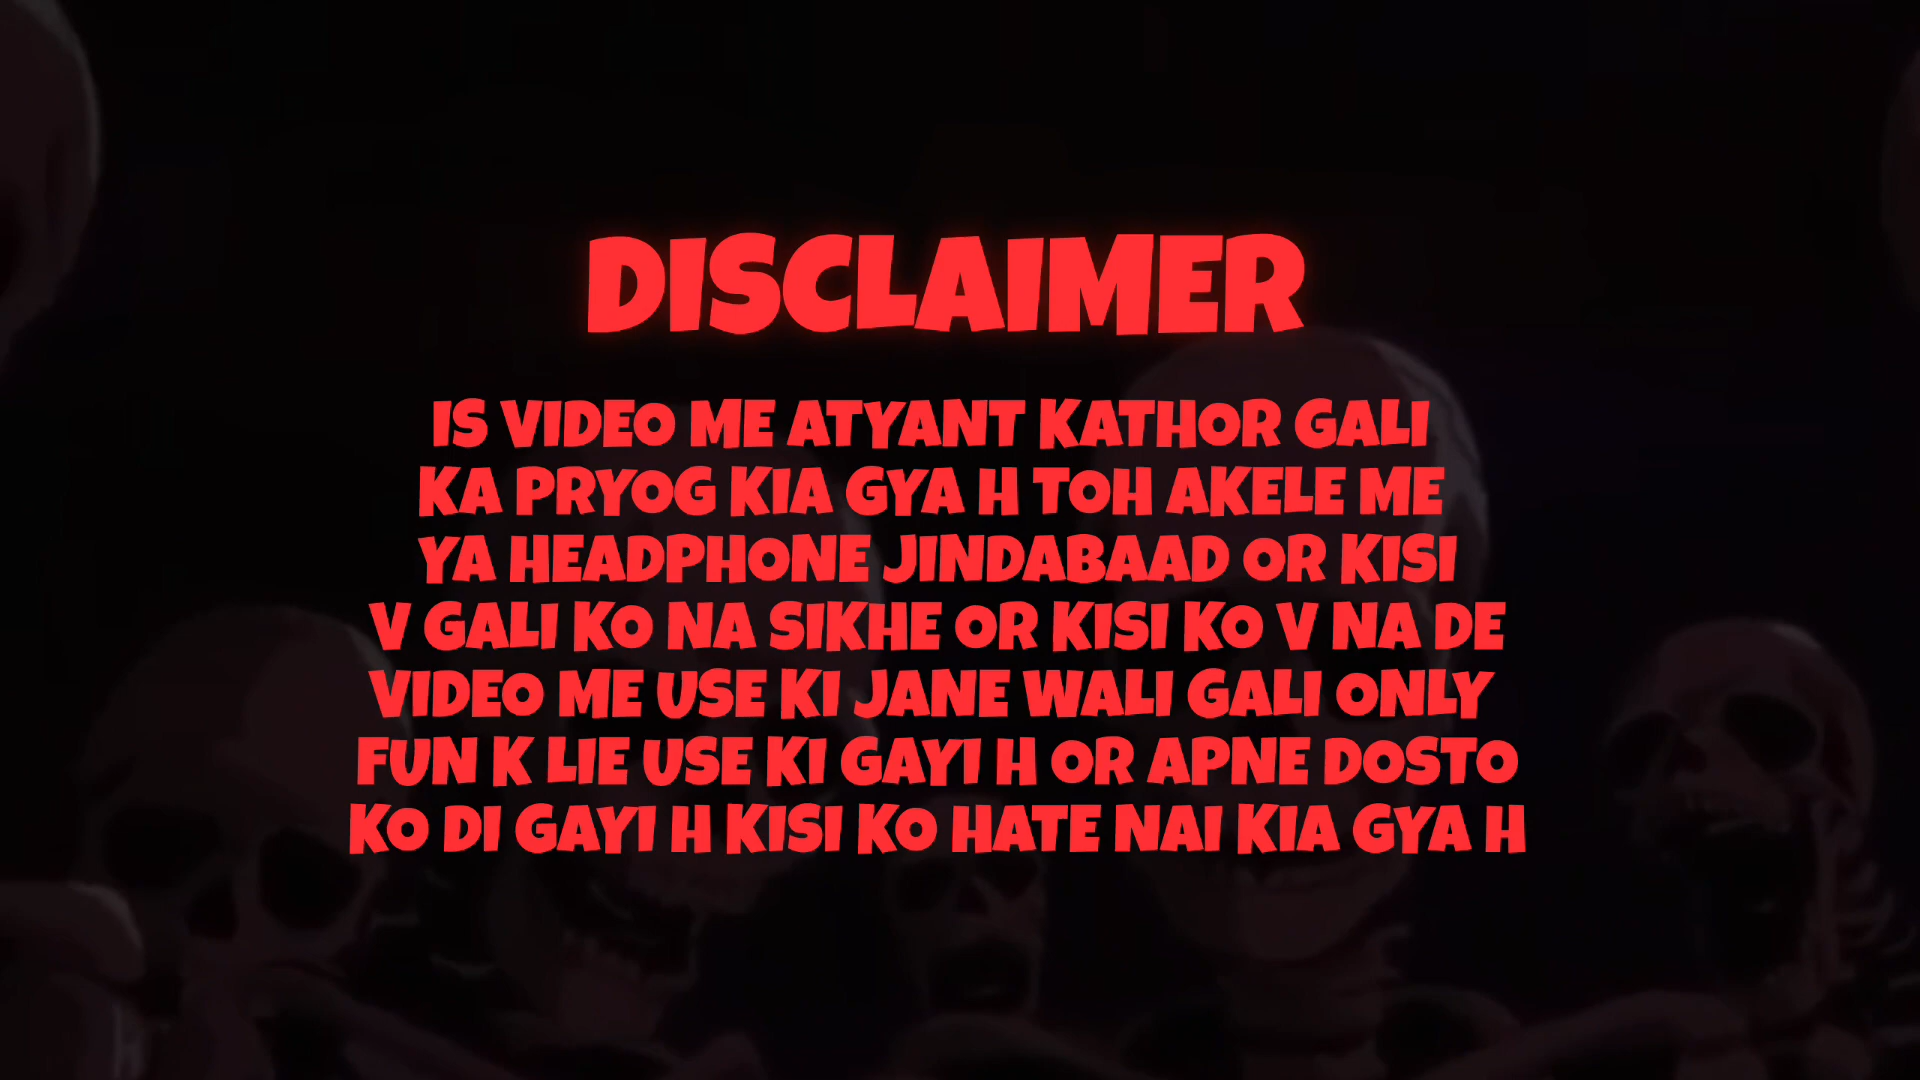 DISCLAIMER
IS VIDEO ME ATYANT KATHOR GALI
KA PRYOG KIA GYA H TOH AKELE ME
YA HEADPHONE JINDABAAD OR KISI
V GALI KO NA SIKHE OR KISI KO V NA DE
VIDEO ME USE KI JANE WALI GALI ONLY
FUN K LIE USE KI GAYI H OR APNE DOSTO
KO DI GAYI H KISI KO HATE NAI KIA GYA H